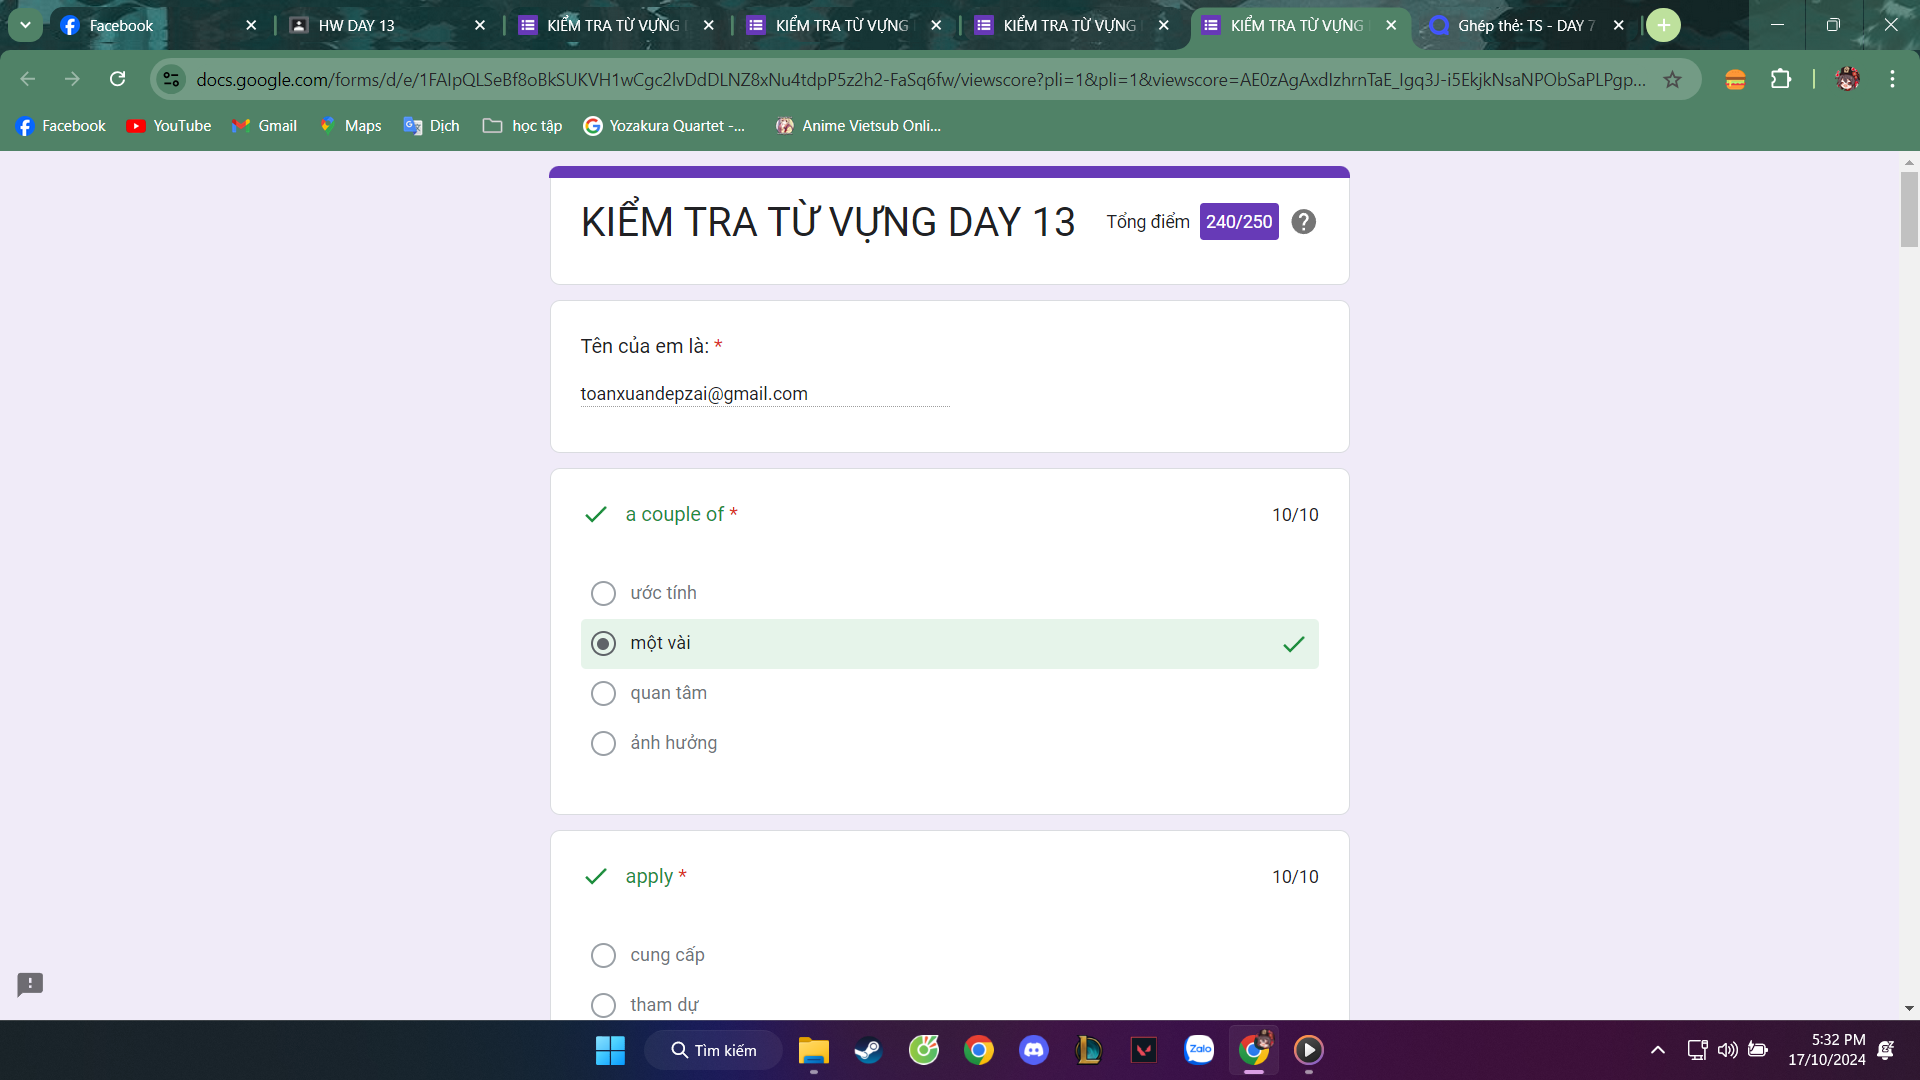 Facebook
HW DAY 13
KIỂM TRA TỪ VỰNG
KIỂM TRA TỪ VỰNG
KIỂM TRA TỪ VỰNG
KIỂM TRA TỪ VỰNG
Ghép thẻ: TS - DAY 7
docs.google.com/forms/d/e/1FAIpQLSeBf8oBkSUKVH1wCgc2lvDdDLNZ8xNu4tdpP5z2h2-FaSq6fw/viewscore?pli=1&pli=1&viewscore=AE0zAgAxdIzhrnTaE_Igq3J-i5EkjkNsaNPObSaPLPgp...
Facebook
YouTube
Gmail
Maps
Dịch
học tập
Yozakura Quartet -...
Anime Vietsub Onli...
KIỂM TRA TỪ VỰNG DAY 13
Tổng điểm 240/250
Tên của em là: *
toanxuandepzai@gmail.com
a couple of *
10/10
ước tính
một vài
quan tâm
ảnh hưởng
apply *
10/10
cung cấp
tham dự
Tìm kiếm
Zalo
5:32 PM
17/10/2024